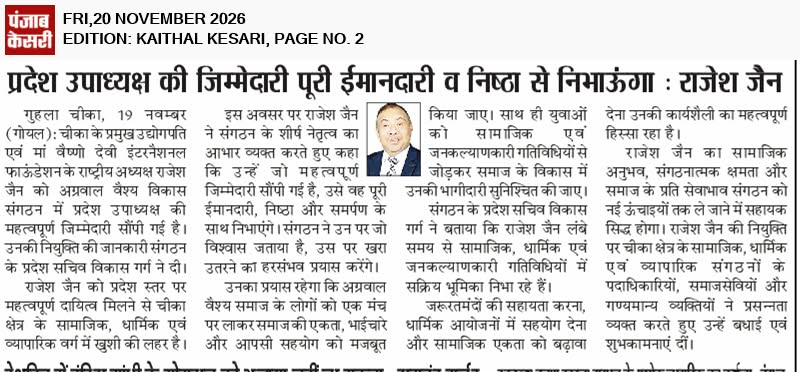 पंजाब
केसरी
FRI,20 NOVEMBER 2026
EDITION: KAITHAL KESARI, PAGE NO. 2
प्रदेश उपाध्यक्ष की जिम्मेदारी पूरी ईमानदारी व निष्ठा से निभाऊंगा : राजेश जैन
गुहला चीका, 19 नवम्बर
(गोयल): चीका के प्रमुख उद्योगपति
एवं मां वैष्णो देवी इंटरनैशनल
फाऊंडेशन के राष्ट्रीय अध्यक्ष राजेश
जैन को अग्रवाल वैश्य विकास
संगठन में प्रदेश उपाध्यक्ष की
महत्वपूर्ण जिम्मेदारी सौंपी गई है।
उनकी नियुक्ति की जानकारी संगठन
के प्रदेश सचिव विकास गर्ग ने दी।
राजेश जैन को प्रदेश स्तर पर
महत्वपूर्ण दायित्व मिलने से चीका
क्षेत्र के सामाजिक, धार्मिक एवं
व्यापारिक वर्ग में खुशी की लहर है।
इस अवसर पर राजेश जैन
ने संगठन के शीर्ष नेतृत्व का
आभार व्यक्त करते हुए कहा
कि उन्हें जो महत्वपूर्ण
जिम्मेदारी सौंपी गई है, उसे वह पूरी
ईमानदारी, निष्ठा और समर्पण के
साथ निभाएंगे। संगठन ने उन पर जो
विश्वास जताया है, उस पर खरा
उतरने का हरसंभव प्रयास करेंगे।
उनका प्रयास रहेगा कि अग्रवाल
वैश्य समाज के लोगों को एक मंच
पर लाकर समाज की एकता, भाईचारे
और आपसी सहयोग को मजबूत
किया जाए। साथ ही युवाओं
को सामाजिक एवं
जनकल्याणकारी गतिविधियों से
जोड़कर समाज के विकास में
उनकी भागीदारी सुनिश्चित की जाए।
संगठन के प्रदेश सचिव विकास
गर्ग ने बताया कि राजेश जैन लंबे
समय से सामाजिक, धार्मिक एवं
जनकल्याणकारी गतिविधियों में
सक्रिय भूमिका निभा रहे हैं।
जरूरतमंदों की सहायता करना,
धार्मिक आयोजनों में सहयोग देना
और सामाजिक एकता को बढ़ावा
देना उनकी कार्यशैली का महत्वपूर्ण
हिस्सा रहा है।
राजेश जैन का सामाजिक
अनुभव, संगठनात्मक क्षमता और
समाज के प्रति सेवाभाव संगठन को
नई ऊंचाइयों तक ले जाने में सहायक
सिद्ध होगा। राजेश जैन की नियुक्ति
पर चीका क्षेत्र के सामाजिक, धार्मिक
एवं व्यापारिक संगठनों के
पदाधिकारियों, समाजसेवियों और
गण्यमान्य व्यक्तियों ने प्रसन्नता
व्यक्त करते हुए उन्हें बधाई एवं
शुभकामनाएं दीं।